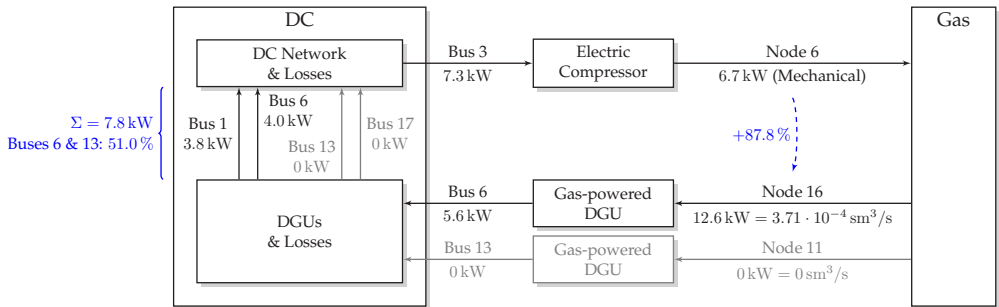 DC
Gas
DC Network
& Losses
Bus 3
7.3 kW
Electric
Compressor
Node 6
6.7 kW (Mechanical)
Σ = 7.8 kW
Buses 6 & 13: 51.0 %
Bus 1
3.8 kW
Bus 6
4.0 kW
Bus 13
0 kW
Bus 17
0 kW
+87.8 %
DGUs
& Losses
Bus 6
5.6 kW
Gas-powered
DGU
Node 16
12.6 kW = 3.71 · 10⁻⁴ sm³/s
Bus 13
0 kW
Gas-powered
DGU
Node 11
0 kW = 0 sm³/s